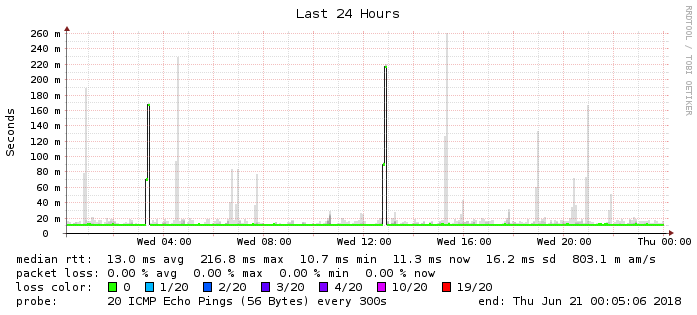 Last 24 Hours
RRDTOOL / TOBI OETIKER
Seconds
260 m
240 m
220 m
200 m
180 m
160 m
140 m
120 m
100 m
80 m
60 m
40 m
20 m
0
Wed 04:00 Wed 08:00 Wed 12:00 Wed 16:00 Wed 20:00 Thu 00:00
median rtt: 13.0 ms avg 216.8 ms max 10.7 ms min 11.3 ms now 16.2 ms sd 803.1 m am/s
packet loss: 0.00 % avg 0.00 % max 0.00 % min 0.00 % now
loss color: 0 1/20 2/20 3/20 4/20 10/20 19/20
probe: 20 ICMP Echo Pings (56 Bytes) every 300s end: Thu Jun 21 00:05:06 2018